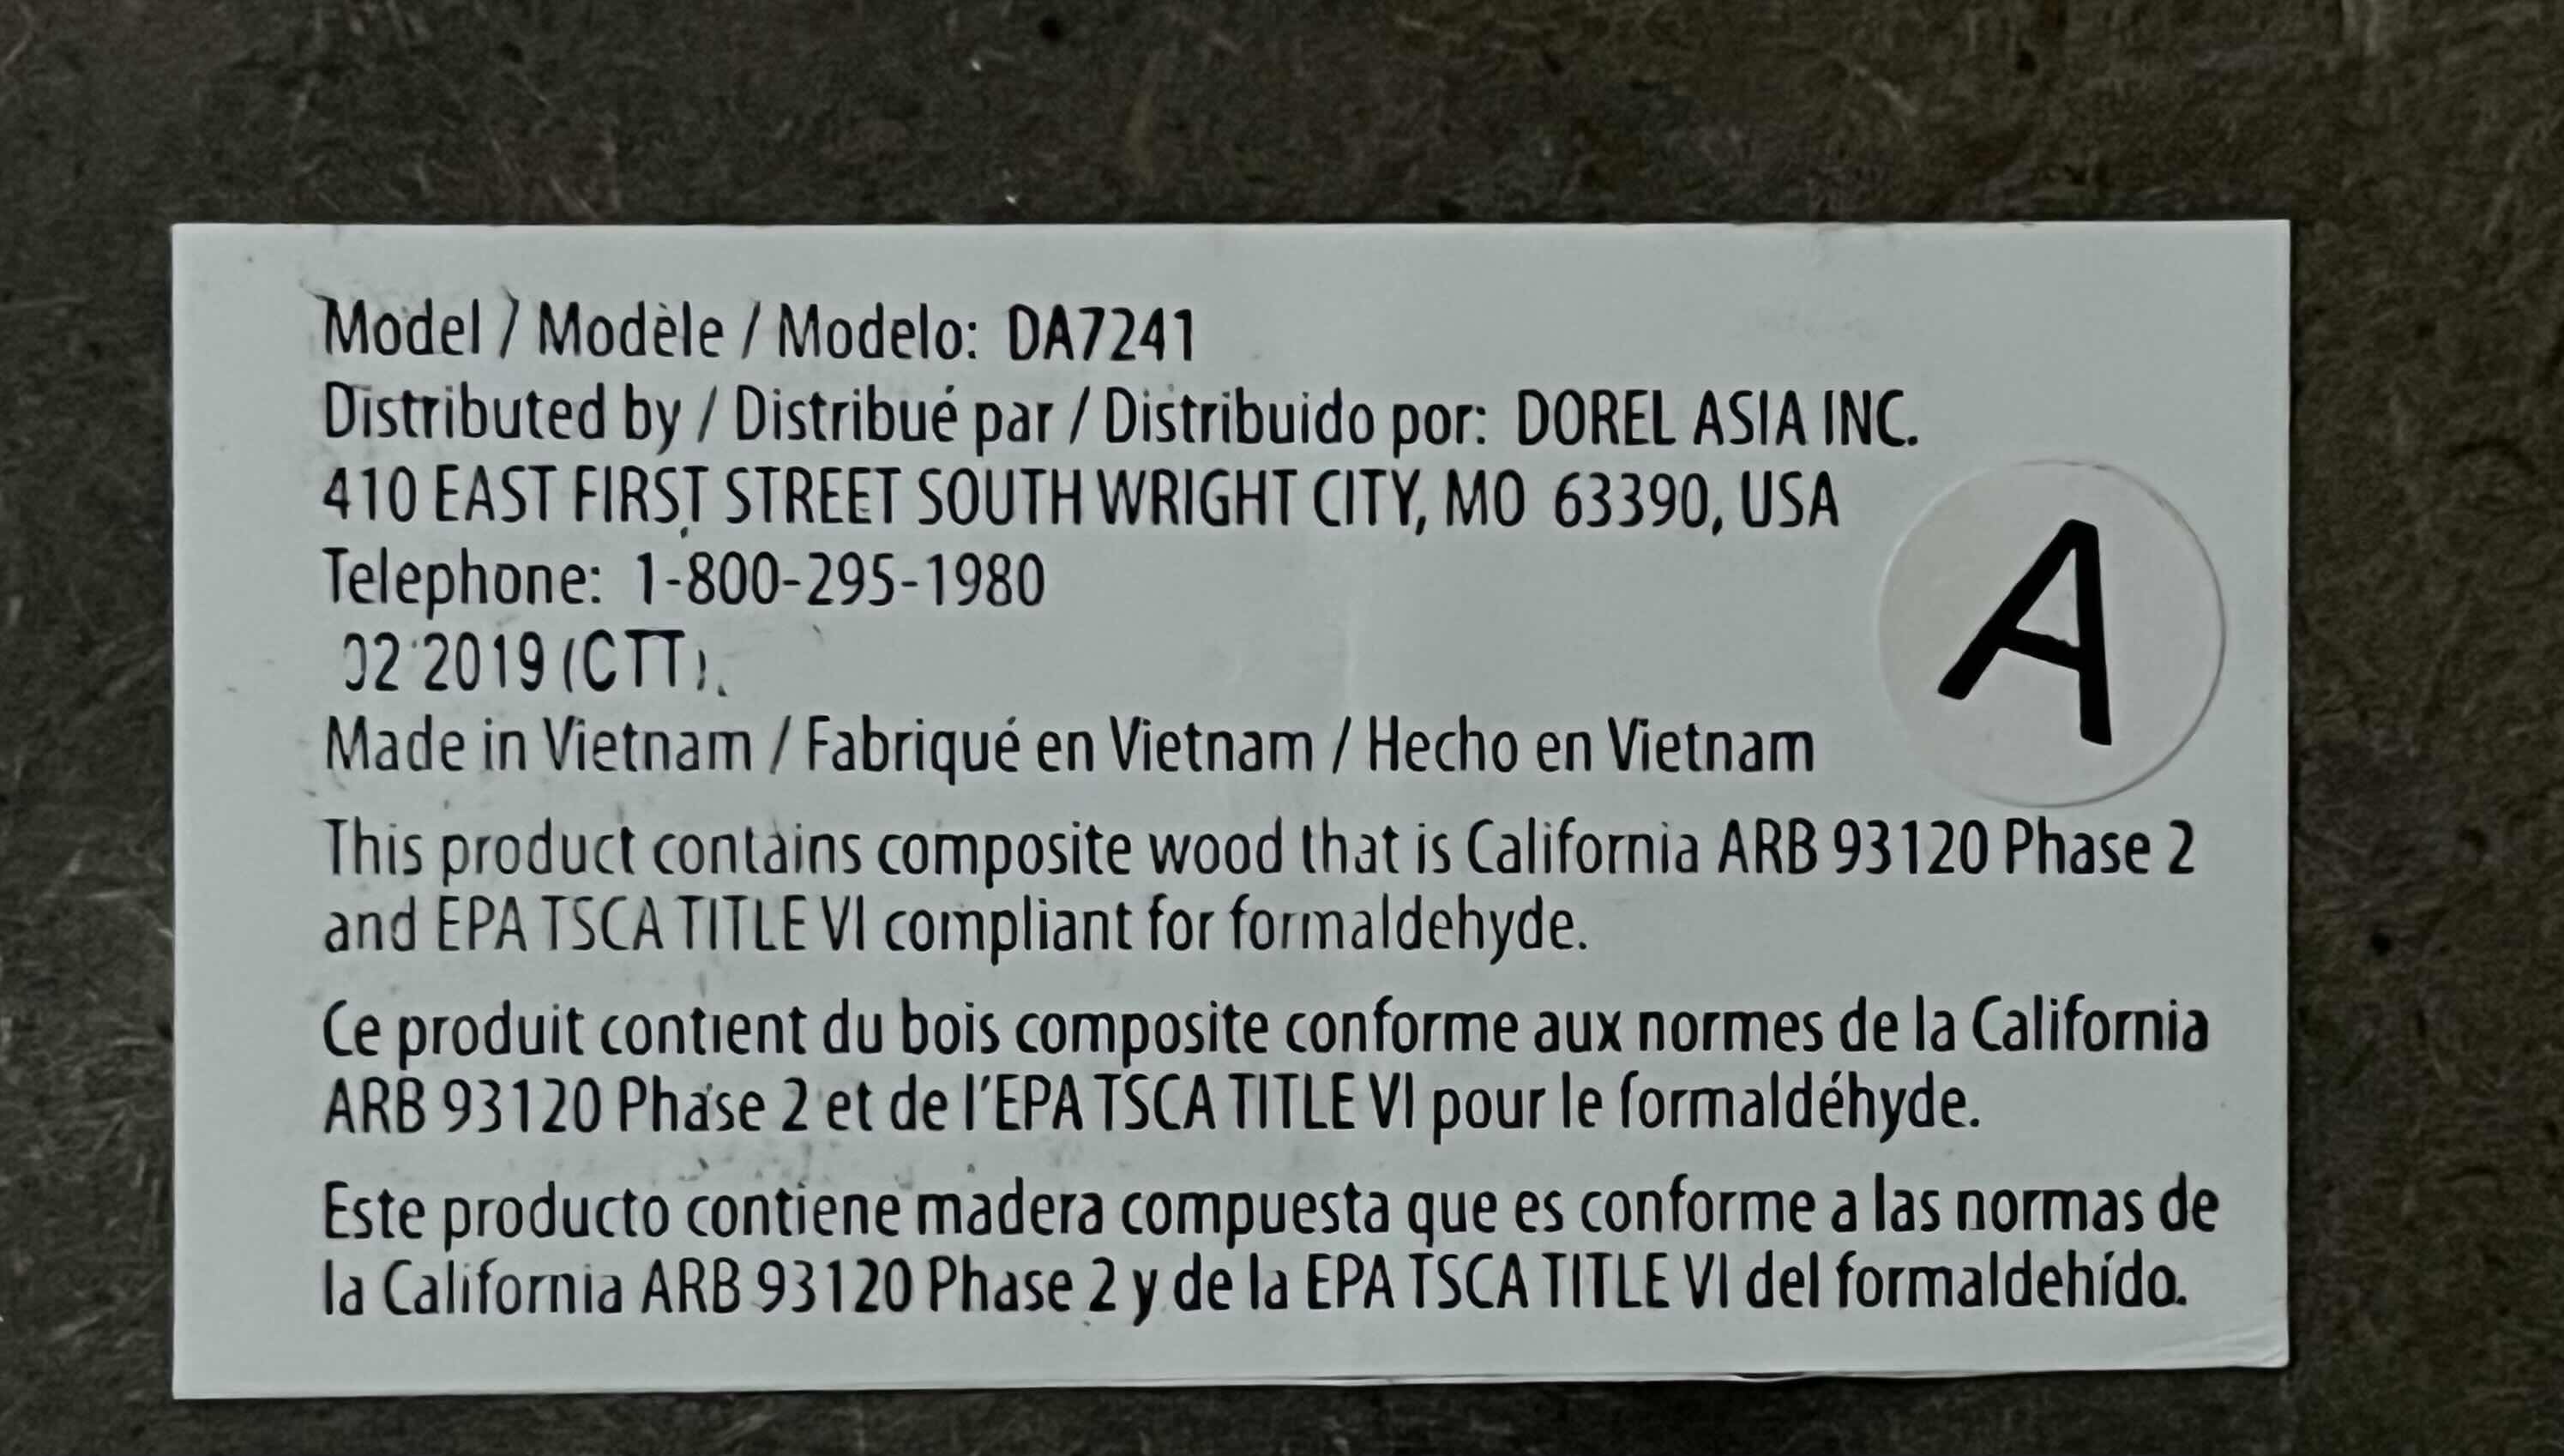 Model / Modèle / Modelo: DA7241
Distributed by / Distribué par / Distribuido por: DOREL ASIA INC.
410 EAST FIRST STREET SOUTH WRIGHT CITY, MO 63390, USA
Telephone: 1-800-295-1980
02 2019 (CTT).
Made in Vietnam / Fabriqué en Vietnam / Hecho en Vietnam
A
This product contains composite wood that is California ARB 93120 Phase 2
and EPA TSCA TITLE VI compliant for formaldehyde.
Ce produit contient du bois composite conforme aux normes de la California
ARB 93120 Phase 2 et de l'EPA TSCA TITLE VI pour le formaldéhyde.
Este producto contiene madera compuesta que es conforme a las normas de
la California ARB 93120 Phase 2 y de la EPA TSCA TITLE VI del formaldehído.